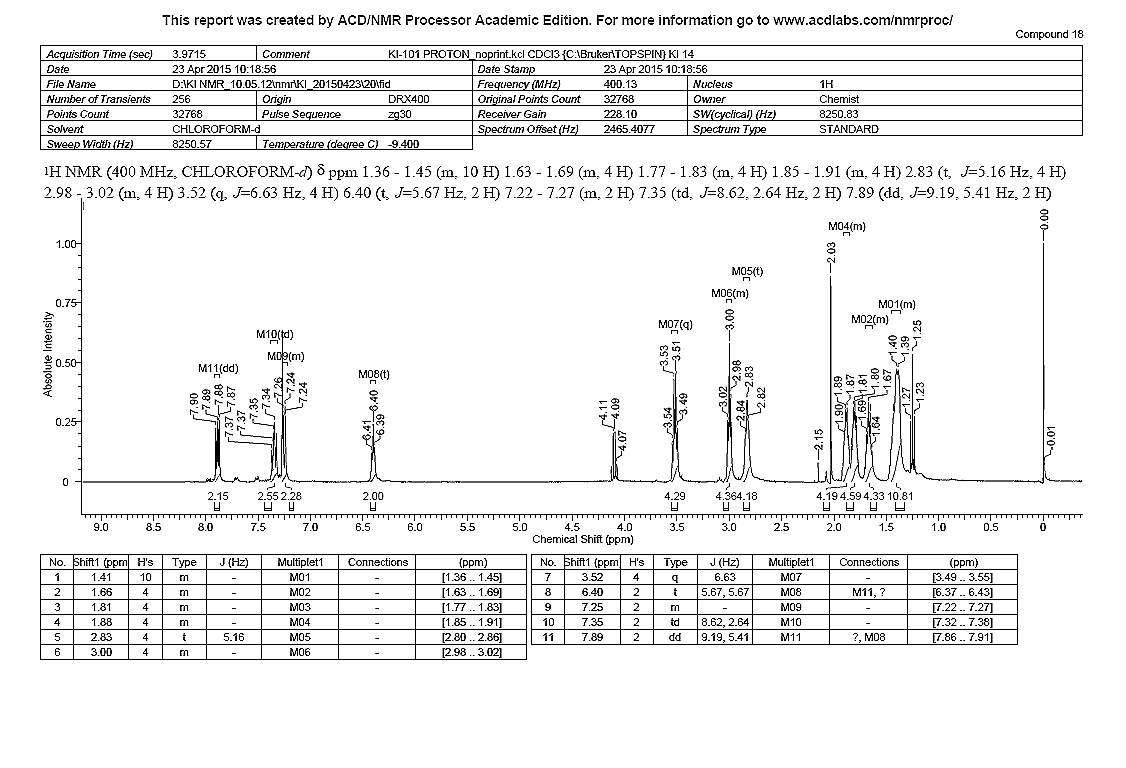 This report was created by ACD/NMR Processor Academic Edition. For more information go to www.acdlabs.com/nmrproc/
Compound 18
Acquisition Time (sec) 3.9715 Comment KI-101 PROTON_noprint.kcl CDCl3 {C:\Bruker\TOPSPIN} KI 14
Date 23 Apr 2015 10:18:56 Date Stamp 23 Apr 2015 10:18:56
File Name D:\KI NMR_10.05.12\nmr\KI_20150423\20\fid Frequency (MHz) 400.13 Nucleus 1H
Number of Transients 256 Origin DRX400 Original Points Count 32768 Owner Chemist
Points Count 32768 Pulse Sequence zg30 Receiver Gain 228.10 SW(cyclical) (Hz) 8250.83
Solvent CHLOROFORM-d Spectrum Offset (Hz) 2465.4077 Spectrum Type STANDARD
Sweep Width (Hz) 8250.57 Temperature (degree C) -9.400
1H NMR (400 MHz, CHLOROFORM-d) δ ppm 1.36 - 1.45 (m, 10 H) 1.63 - 1.69 (m, 4 H) 1.77 - 1.83 (m, 4 H) 1.85 - 1.91 (m, 4 H) 2.83 (t, J=5.16 Hz, 4 H)
2.98 - 3.02 (m, 4 H) 3.52 (q, J=6.63 Hz, 4 H) 6.40 (t, J=5.67 Hz, 2 H) 7.22 - 7.27 (m, 2 H) 7.35 (td, J=8.62, 2.64 Hz, 2 H) 7.89 (dd, J=9.19, 5.41 Hz, 2 H)
0.00
M04(m)
1.00
2.03
M05(t)
M06(m)
0.75
M01(m)
3.00
M02(m)
M07(q)
1.25
M10(td)
1.40
1.39
3.53
3.51
M09(m)
0.50
M11(dd)
M08(t)
2.98
2.83
1.89
1.87
1.81
1.80
1.67
7.90
7.89
7.88
7.87
7.35
7.34
7.26
7.24
7.24
6.40
4.11
4.09
3.54
3.49
3.02
2.84
2.82
1.90
1.69
1.64
1.27
1.23
0.25
7.37
7.37
6.41
6.39
4.07
2.15
-0.01
0
2.15 2.55 2.28 2.00 4.29 4.36 4.18 4.19 4.59 4.33 10.81
9.0 8.5 8.0 7.5 7.0 6.5 6.0 5.5 5.0 4.5 4.0 3.5 3.0 2.5 2.0 1.5 1.0 0.5 0
Chemical Shift (ppm)
Absolute Intensity
No. Shift1 (ppm H's Type J (Hz) Multiplet1 Connections (ppm)
1 1.41 10 m - M01 - [1.36 .. 1.45]
2 1.66 4 m - M02 - [1.63 .. 1.69]
3 1.81 4 m - M03 - [1.77 .. 1.83]
4 1.88 4 m - M04 - [1.85 .. 1.91]
5 2.83 4 t 5.16 M05 - [2.80 .. 2.86]
6 3.00 4 m - M06 - [2.98 .. 3.02]
No. Shift1 (ppm H's Type J (Hz) Multiplet1 Connections (ppm)
7 3.52 4 q 6.63 M07 - [3.49 .. 3.55]
8 6.40 2 t 5.67, 5.67 M08 M11, ? [6.37 .. 6.43]
9 7.25 2 m - M09 - [7.22 .. 7.27]
10 7.35 2 td 8.62, 2.64 M10 - [7.32 .. 7.38]
11 7.89 2 dd 9.19, 5.41 M11 ?, M08 [7.86 .. 7.91]